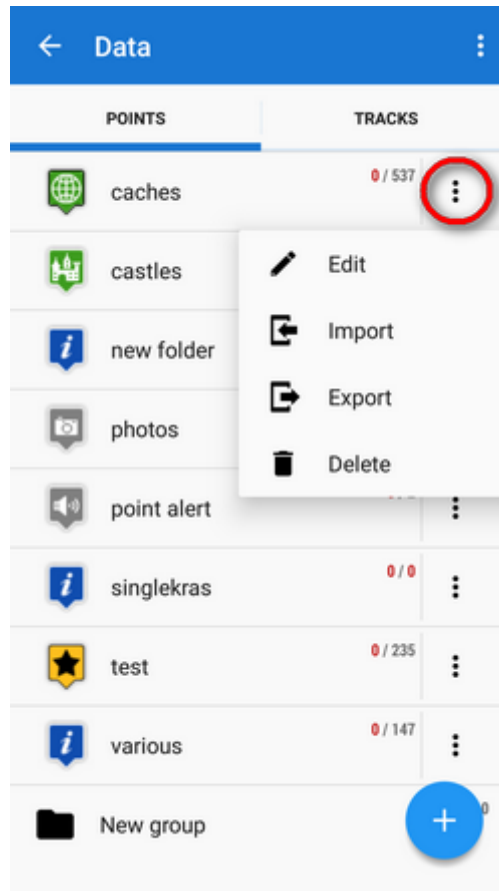 Data
POINTS TRACKS
caches 0 / 537
Edit
castles
Import
new folder
Export
photos
Delete
point alert
singlekras 0 / 0
test 0 / 235
various 0 / 147
New group 0